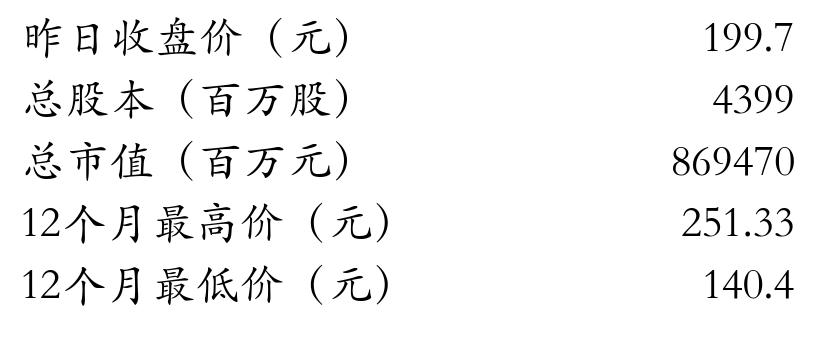 昨日收盘价（元） 199.7
总股本（百万股） 4399
总市值（百万元） 869470
12个月最高价（元） 251.33
12个月最低价（元） 140.4